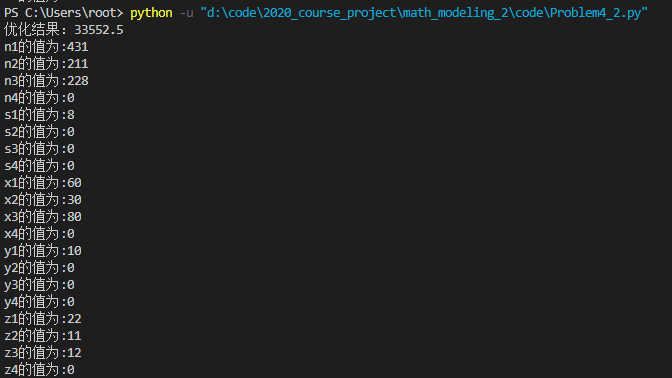 PS C:\Users\root> python -u "d:\code\2020_course_project\math_modeling_2\code\Problem4_2.py"
优化结果：33552.5
n1的值为:431
n2的值为:211
n3的值为:228
n4的值为:0
s1的值为:8
s2的值为:0
s3的值为:0
s4的值为:0
x1的值为:60
x2的值为:30
x3的值为:80
x4的值为:0
y1的值为:10
y2的值为:0
y3的值为:0
y4的值为:0
z1的值为:22
z2的值为:11
z3的值为:12
z4的值为:0